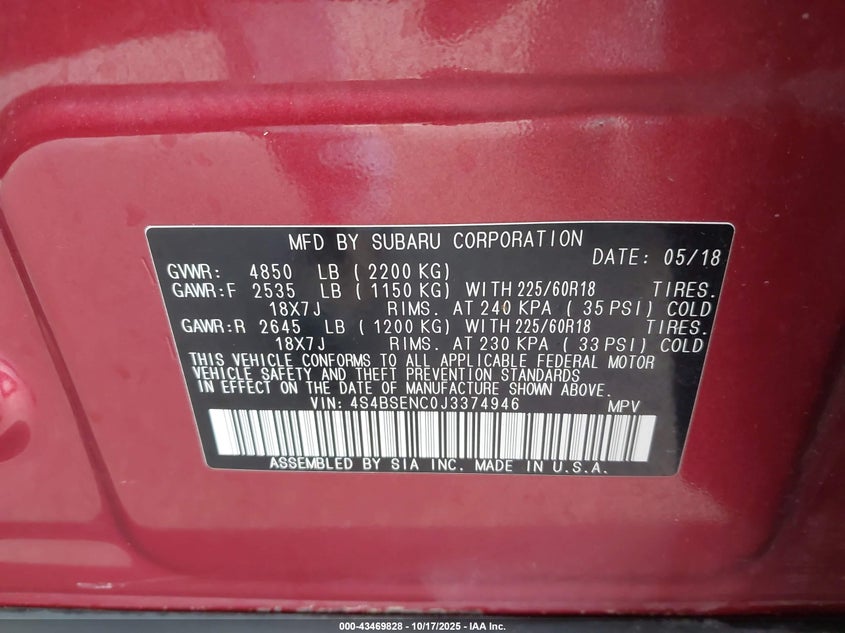 MFD BY SUBARU CORPORATION
DATE: 05/18
GVWR: 4850 LB (2200 KG)
GAWR:F 2535 LB (1150 KG) WITH 225/60R18 TIRES.
18X7J RIMS. AT 240 KPA (35 PSI) COLD
GAWR:R 2645 LB (1200 KG) WITH 225/60R18 TIRES.
18X7J RIMS. AT 230 KPA (33 PSI) COLD
THIS VEHICLE CONFORMS TO ALL APPLICABLE FEDERAL MOTOR
VEHICLE SAFETY AND THEFT PREVENTION STANDARDS
IN EFFECT ON THE DATE OF MANUFACTURE SHOWN ABOVE.
VIN: 4S4BSENC0J3374946 MPV
ASSEMBLED BY SIA INC. MADE IN U.S.A.
000-43469828 - 10/17/2025 - IAA Inc.